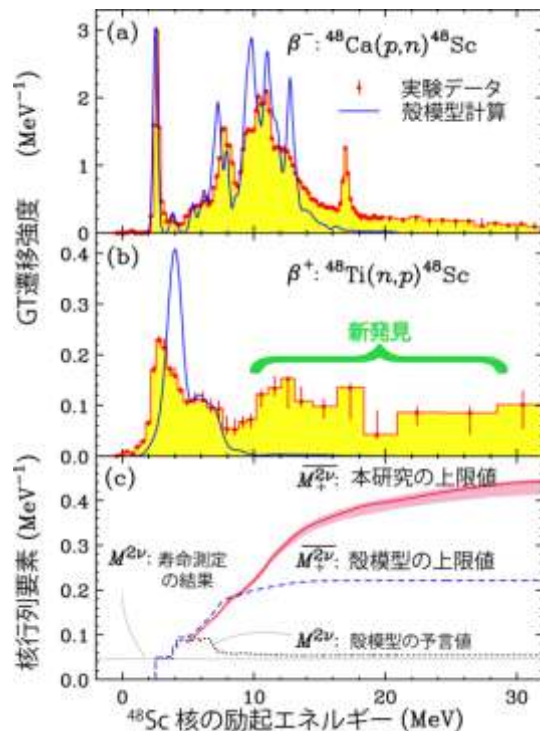 (a)
β⁻: ⁴⁸Ca(p,n)⁴⁸Sc
実験データ
殻模型計算
3
2
1
0
(MeV⁻¹)
GT遷移強度
(b)
β⁺: ⁴⁸Ti(n,p)⁴⁸Sc
新発見
0.4
0.3
0.2
0.1
0.0
(c)
M₊²ᵛ: 本研究の上限値
M²ᵛ: 寿命測定
の結果
M₊²ᵛ: 殻模型の上限値
M²ᵛ: 殻模型の予言値
0.4
0.3
0.2
0.1
0.0
核行列要素 (MeV⁻¹)
0
10
20
30
⁴⁸Sc 核の励起エネルギー (MeV)